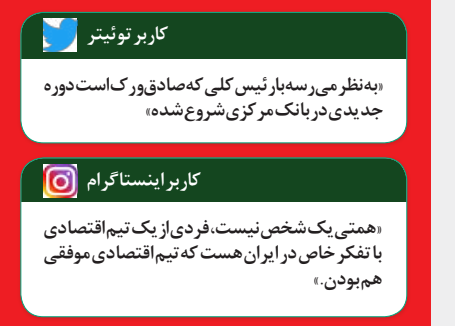 کاربر توئیتر
«به‌نظر می‌رسه با رئیس کلی که صادق و رک است دوره
جدیدی در بانک مرکزی شروع شده»
کاربر اینستاگرام
«همتی یک شخص نیست، فردی از یک تیم اقتصادی
با تفکر خاص در ایران هست که تیم اقتصادی موفقی
هم بودن.»